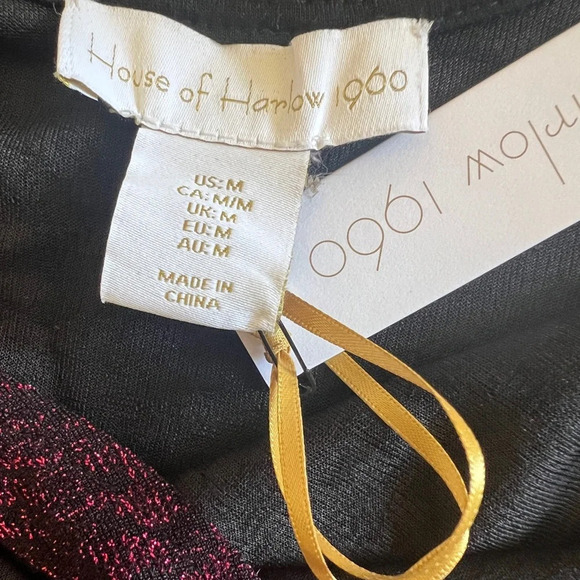 House of Harlow 1960
US: M
CA: M/M
UK: M
EU: M
AU: M
MADE IN
CHINA
rlow 1960